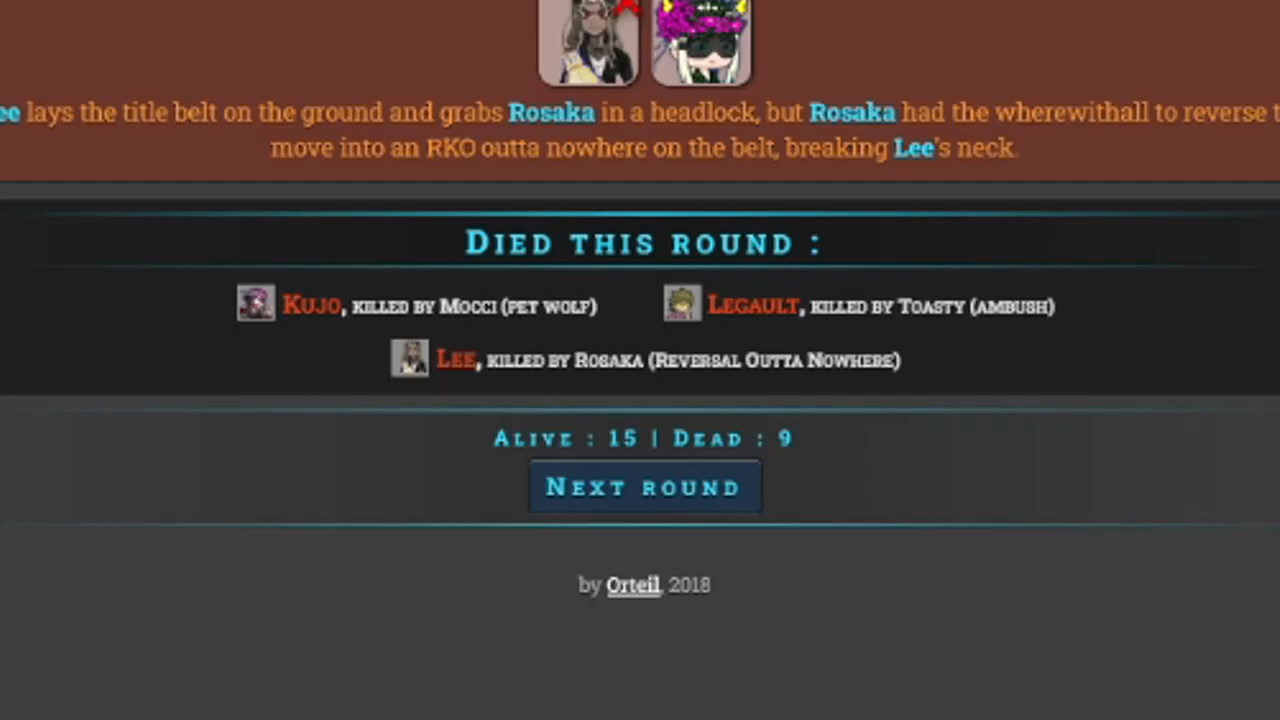 ee lays the title belt on the ground and grabs Rosaka in a headlock, but Rosaka had the wherewithall to reverse t
move into an RKO outta nowhere on the belt, breaking Lee's neck.
Died this round :
Kujo, killed by Mocci (pet wolf) Legault, killed by Toasty (ambush)
Lee, killed by Rosaka (Reversal Outta Nowhere)
Alive : 15 | Dead : 9
Next round
by Orteil, 2018